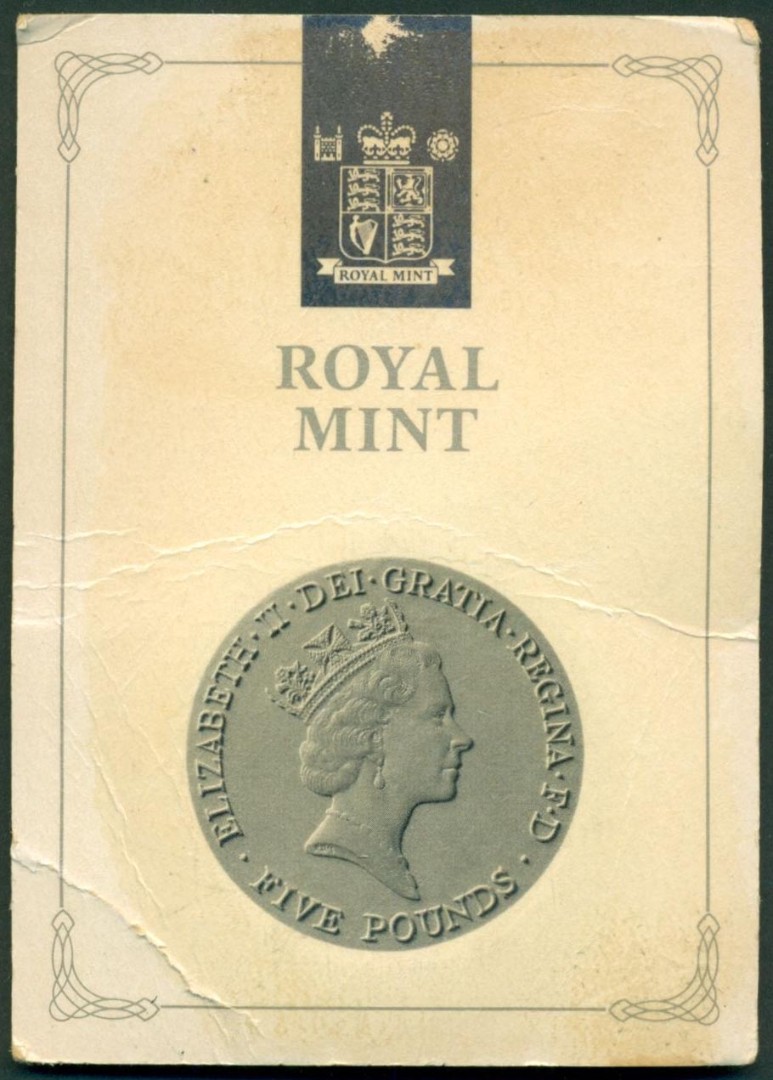 ROYAL MINT
ROYAL
MINT
ELIZABETH · II · DEI · GRATIA · REGINA · F · D ·
FIVE POUNDS ·